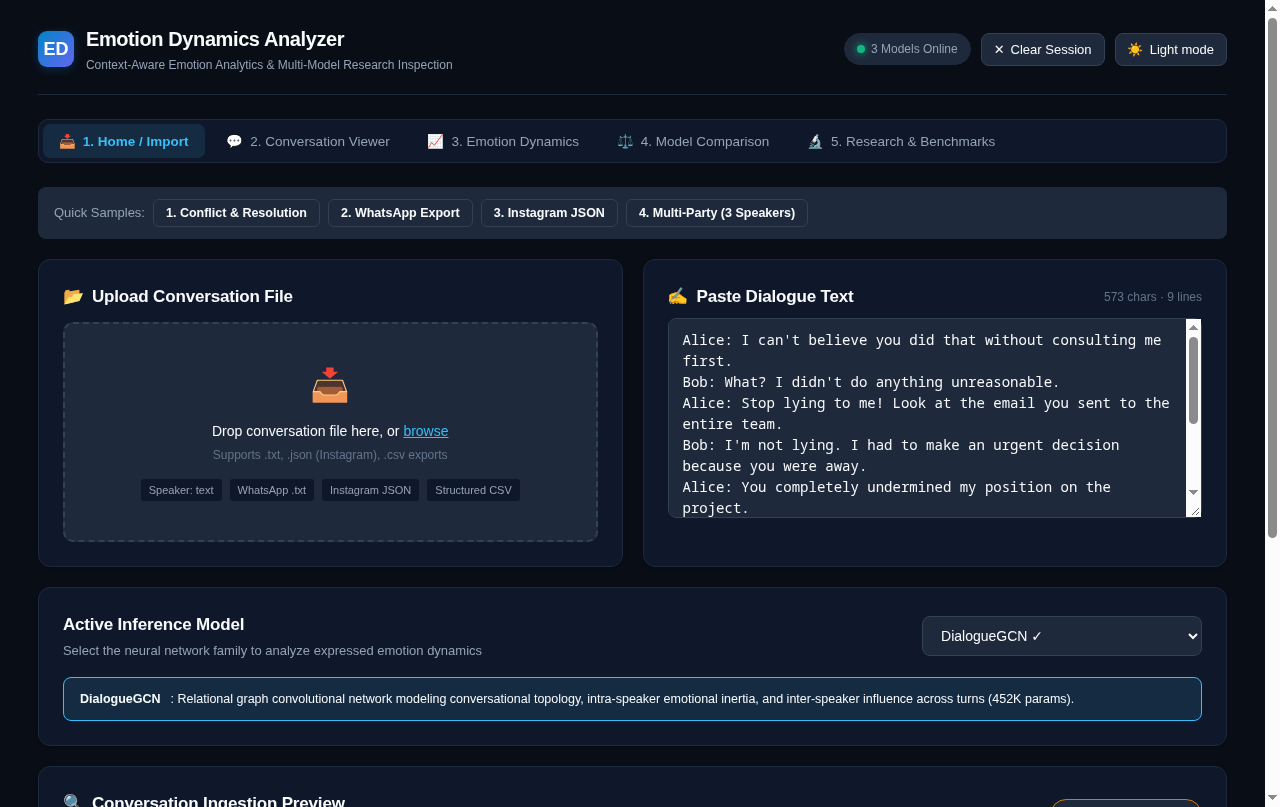 ED
Emotion Dynamics Analyzer
Context-Aware Emotion Analytics & Multi-Model Research Inspection
3 Models Online
✕ Clear Session
☀️ Light mode
📥 1. Home / Import
💬 2. Conversation Viewer
📈 3. Emotion Dynamics
⚖️ 4. Model Comparison
🔬 5. Research & Benchmarks
Quick Samples:
1. Conflict & Resolution
2. WhatsApp Export
3. Instagram JSON
4. Multi-Party (3 Speakers)
📂 Upload Conversation File
Drop conversation file here, or browse
Supports .txt, .json (Instagram), .csv exports
Speaker: text
WhatsApp .txt
Instagram JSON
Structured CSV
✍️ Paste Dialogue Text
573 chars · 9 lines
Alice: I can't believe you did that without consulting me
first.
Bob: What? I didn't do anything unreasonable.
Alice: Stop lying to me! Look at the email you sent to the
entire team.
Bob: I'm not lying. I had to make an urgent decision
because you were away.
Alice: You completely undermined my position on the
project.
Active Inference Model
Select the neural network family to analyze expressed emotion dynamics
DialogueGCN ✓
DialogueGCN : Relational graph convolutional network modeling conversational topology, intra-speaker emotional inertia, and inter-speaker influence across turns (452K params).
🔍 Conversation Ingestion Preview